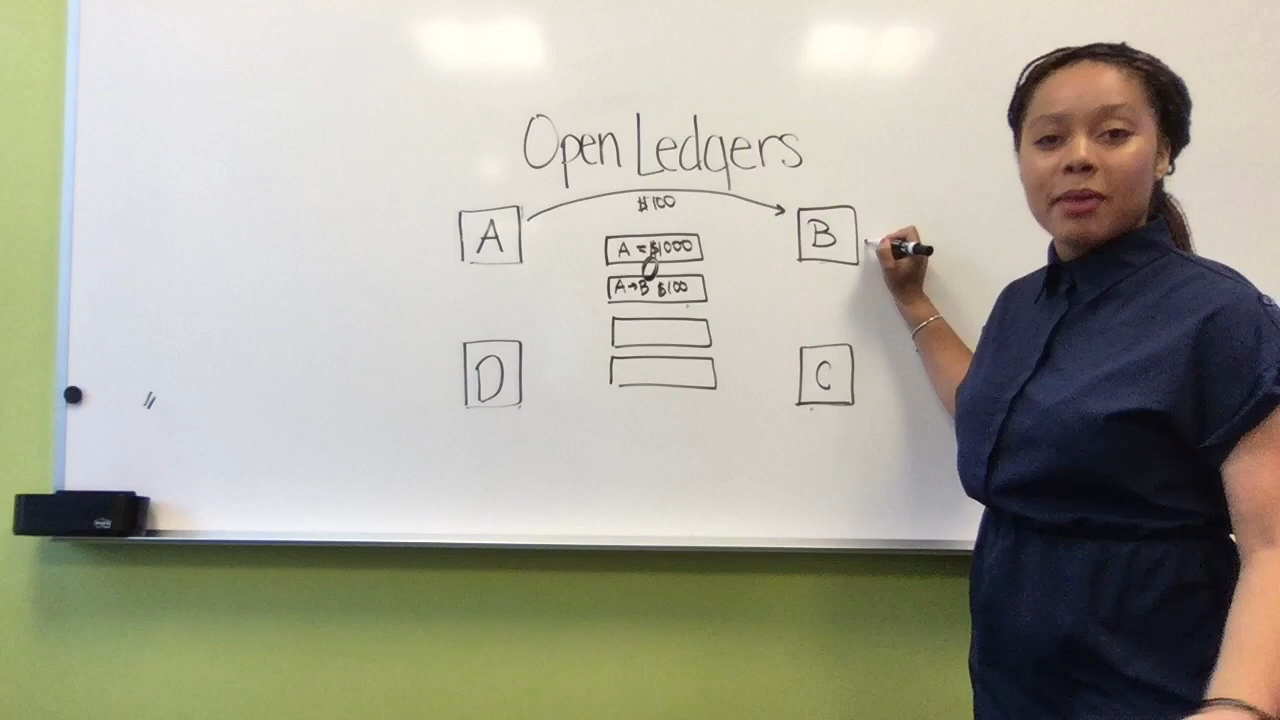 Open Ledgers
$100
A B
A = $1000
A→B $100
D C